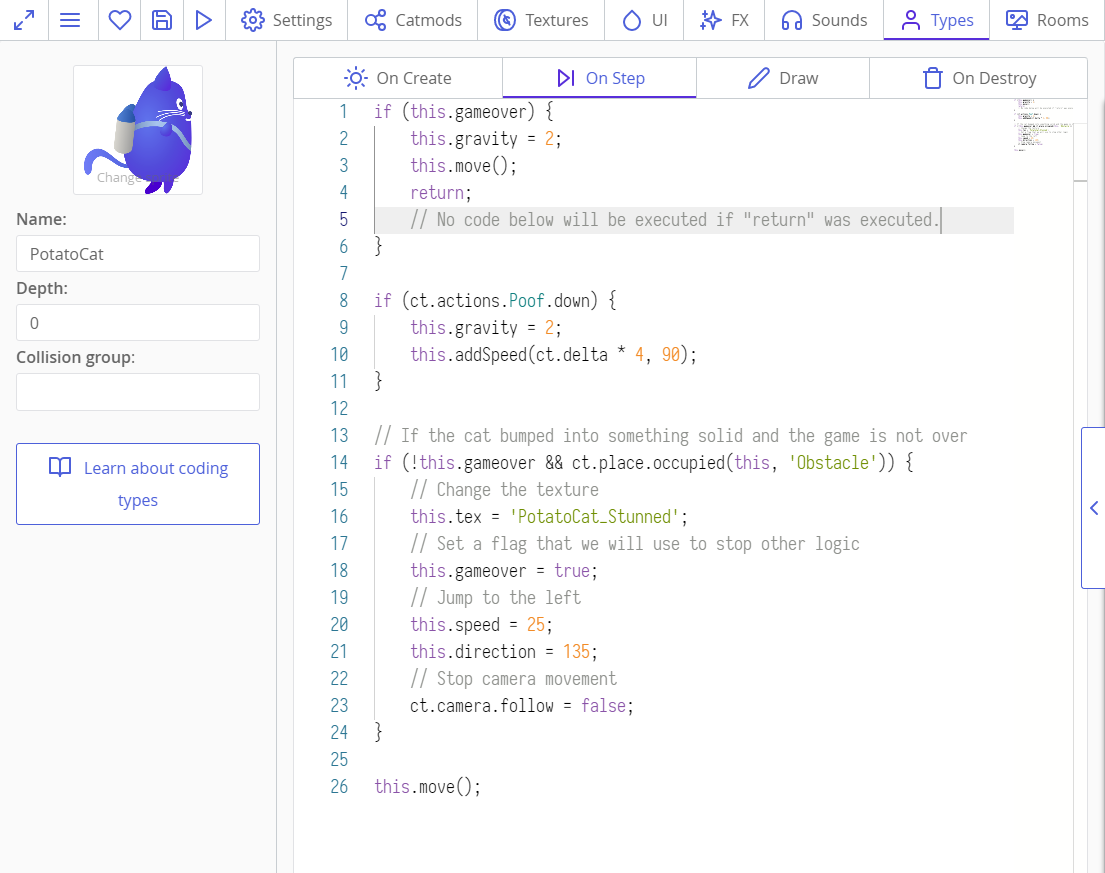 Settings
Catmods
Textures
UI
FX
Sounds
Types
Rooms
Change
Name:
PotatoCat
Depth:
0
Collision group:
Learn about coding
types
On Create
On Step
Draw
On Destroy
1 if (this.gameover) {
2 this.gravity = 2;
3 this.move();
4 return;
5 // No code below will be executed if "return" was executed.
6 }
7
8 if (ct.actions.Poof.down) {
9 this.gravity = 2;
10 this.addSpeed(ct.delta * 4, 90);
11 }
12
13 // If the cat bumped into something solid and the game is not over
14 if (!this.gameover && ct.place.occupied(this, 'Obstacle')) {
15 // Change the texture
16 this.tex = 'PotatoCat_Stunned';
17 // Set a flag that we will use to stop other logic
18 this.gameover = true;
19 // Jump to the left
20 this.speed = 25;
21 this.direction = 135;
22 // Stop camera movement
23 ct.camera.follow = false;
24 }
25
26 this.move();